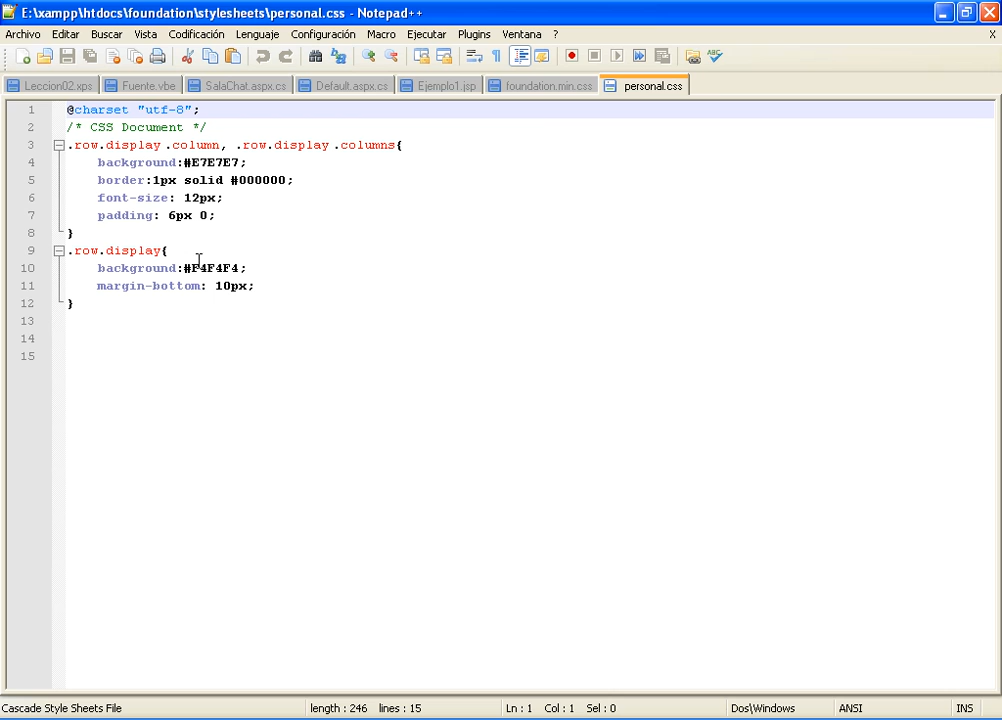 E:\xampp\htdocs\foundation\stylesheets\personal.css - Notepad++
Archivo Editar Buscar Vista Codificación Lenguaje Configuración Macro Ejecutar Plugins Ventana ? X
Leccion02.xps Fuente.vbe SalaChat.aspx.cs Default.aspx.cs Ejemplo1.jsp foundation.min.css personal.css
1 @charset "utf-8";
2 /* CSS Document */
3 .row.display .column, .row.display .columns{
4 background:#E7E7E7;
5 border:1px solid #000000;
6 font-size: 12px;
7 padding: 6px 0;
8 }
9 .row.display{
10 background:#F4F4F4;
11 margin-bottom: 10px;
12 }
13
14
15
Cascade Style Sheets File length : 246 lines : 15 Ln : 1 Col : 1 Sel : 0 Dos\Windows ANSI INS